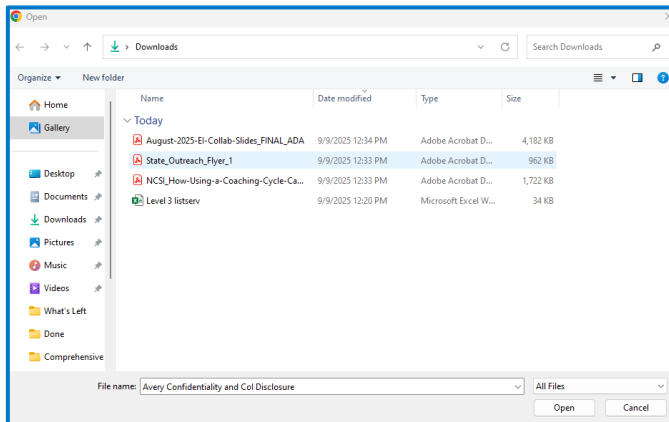 Open
Downloads
Search Downloads
Organize
New folder
Home
Gallery
Desktop
Documents
Downloads
Pictures
Music
Videos
What's Left
Done
Comprehensive
Name Date modified Type Size
Today
August-2025-EI-Collab-Slides_FINAL_ADA 9/9/2025 12:34 PM Adobe Acrobat D... 4,182 KB
State_Outreach_Flyer_1 9/9/2025 12:33 PM Adobe Acrobat D... 962 KB
NCSI_How-Using-a-Coaching-Cycle-Ca... 9/9/2025 12:33 PM Adobe Acrobat D... 1,722 KB
Level 3 listserv 9/9/2025 12:20 PM Microsoft Excel W... 34 KB
File name: Avery Confidentiality and CoI Disclosure
All Files
Open Cancel